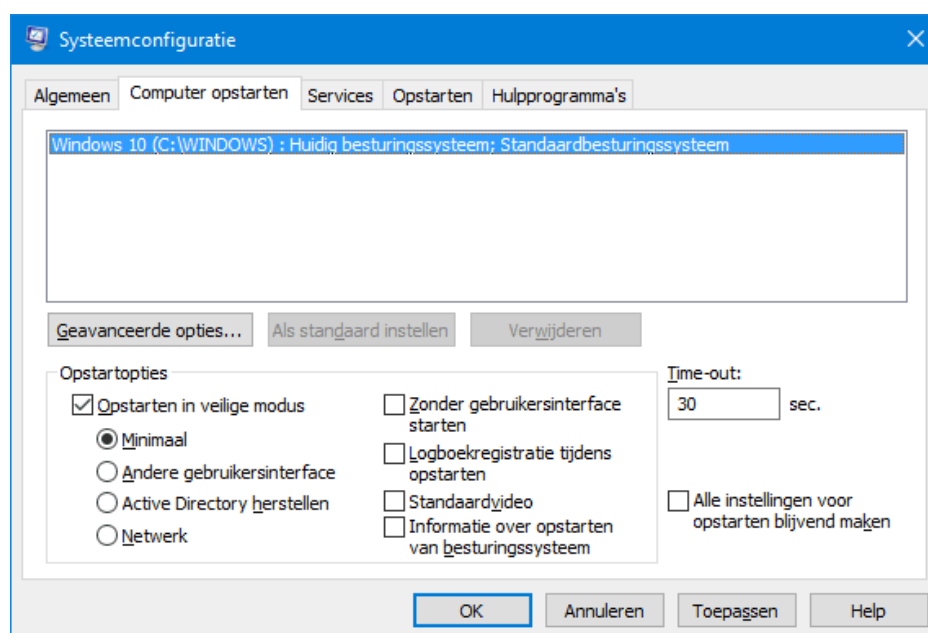 Systeemconfiguratie
Algemeen Computer opstarten Services Opstarten Hulpprogramma's
Windows 10 (C:\WINDOWS) : Huidig besturingssysteem; Standaardbesturingssysteem
Geavanceerde opties... Als standaard instellen Verwijderen
Opstartopties
Opstarten in veilige modus
Minimaal
Andere gebruikersinterface
Active Directory herstellen
Netwerk
Zonder gebruikersinterface
starten
Logboekregistratie tijdens
opstarten
Standaardvideo
Informatie over opstarten
van besturingssysteem
Time-out:
30 sec.
Alle instellingen voor
opstarten blijvend maken
OK Annuleren Toepassen Help